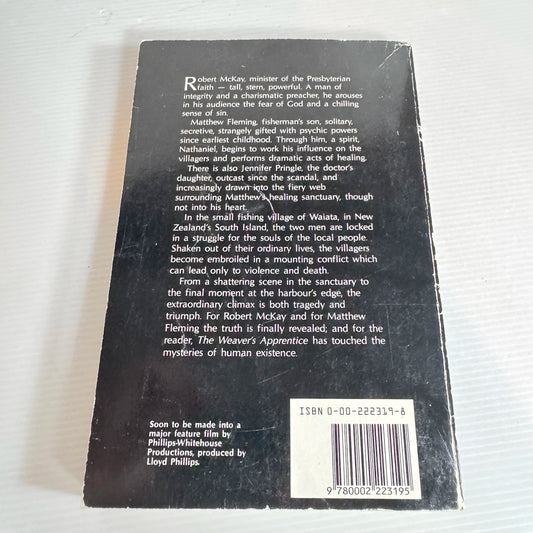 Robert McKay, minister of the Presbyterian
faith — tall, stern, powerful. A man of
integrity and a charismatic preacher, he arouses
in his audience the fear of God and a chilling
sense of sin.
Matthew Fleming, fisherman's son, solitary,
secretive, strangely gifted with psychic powers
since earliest childhood. Through him, a spirit,
Nathaniel, begins to work his influence on the
villagers and performs dramatic acts of healing.
There is also Jennifer Pringle, the doctor's
daughter, outcast since the scandal, and
increasingly drawn into the fiery web
surrounding Matthew's healing sanctuary, though
not into his heart.
In the small fishing village of Waiata, in New
Zealand's South Island, the two men are locked
in a struggle for the souls of the local people.
Shaken out of their ordinary lives, the villagers
become embroiled in a mounting conflict which
can lead only to violence and death.
From a shattering scene in the sanctuary to
the final moment at the harbour's edge, the
extraordinary climax is both tragedy and
triumph. For Robert McKay and for Matthew
Fleming the truth is finally revealed; and for the
reader, The Weaver's Apprentice has touched the
mysteries of human existence.
Soon to be made into a
major feature film by
Phillips-Whitehouse
Productions, produced by
Lloyd Phillips.
ISBN 0-00-222319-8
9 780002 223195